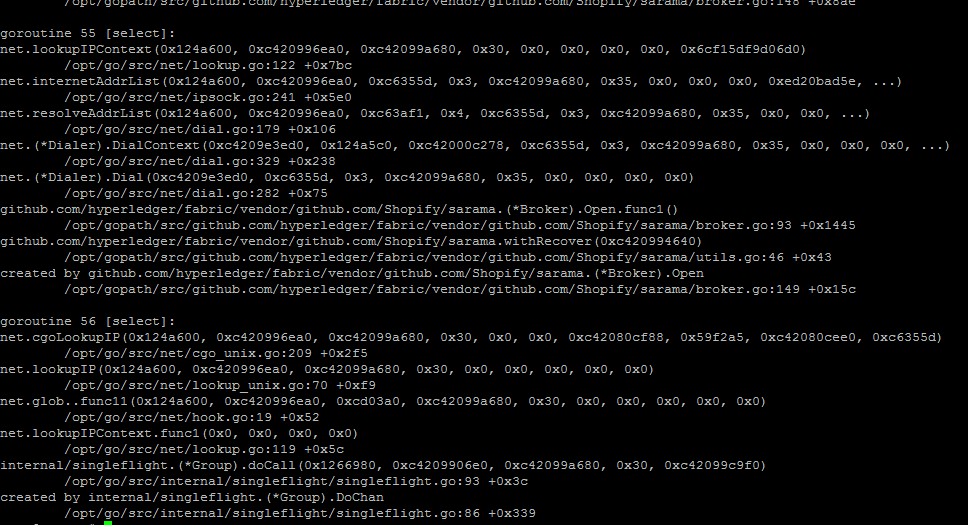 /opt/gopath/src/github.com/hyperledger/fabric/vendor/github.com/Shopify/sarama/broker.go:148 +0x8ae
goroutine 55 [select]:
net.lookupIPContext(0x124a600, 0xc420996ea0, 0xc42099a680, 0x30, 0x0, 0x0, 0x0, 0x0, 0x6cf15df9d06d0)
/opt/go/src/net/lookup.go:122 +0x7bc
net.internetAddrList(0x124a600, 0xc420996ea0, 0xc6355d, 0x3, 0xc42099a680, 0x35, 0x0, 0x0, 0x0, 0xed20bad5e, ...)
/opt/go/src/net/ipsock.go:241 +0x5e0
net.resolveAddrList(0x124a600, 0xc420996ea0, 0xc63af1, 0x4, 0xc6355d, 0x3, 0xc42099a680, 0x35, 0x0, 0x0, ...)
/opt/go/src/net/dial.go:179 +0x106
net.(*Dialer).DialContext(0xc4209e3ed0, 0x124a5c0, 0xc42000c278, 0xc6355d, 0x3, 0xc42099a680, 0x35, 0x0, 0x0, 0x0, ...)
/opt/go/src/net/dial.go:329 +0x238
net.(*Dialer).Dial(0xc4209e3ed0, 0xc6355d, 0x3, 0xc42099a680, 0x35, 0x0, 0x0, 0x0, 0x0)
/opt/go/src/net/dial.go:282 +0x75
github.com/hyperledger/fabric/vendor/github.com/Shopify/sarama.(*Broker).Open.func1()
/opt/gopath/src/github.com/hyperledger/fabric/vendor/github.com/Shopify/sarama/broker.go:93 +0x1445
github.com/hyperledger/fabric/vendor/github.com/Shopify/sarama.withRecover(0xc420994640)
/opt/gopath/src/github.com/hyperledger/fabric/vendor/github.com/Shopify/sarama/utils.go:46 +0x43
created by github.com/hyperledger/fabric/vendor/github.com/Shopify/sarama.(*Broker).Open
/opt/gopath/src/github.com/hyperledger/fabric/vendor/github.com/Shopify/sarama/broker.go:149 +0x15c
goroutine 56 [select]:
net.cgoLookupIP(0x124a600, 0xc420996ea0, 0xc42099a680, 0x30, 0x0, 0x0, 0xc42080cf88, 0x59f2a5, 0xc42080cee0, 0xc6355d)
/opt/go/src/net/cgo_unix.go:209 +0x2f5
net.lookupIP(0x124a600, 0xc420996ea0, 0xc42099a680, 0x30, 0x0, 0x0, 0x0, 0x0, 0x0)
/opt/go/src/net/lookup_unix.go:70 +0xf9
net.glob..func11(0x124a600, 0xc420996ea0, 0xcd03a0, 0xc42099a680, 0x30, 0x0, 0x0, 0x0, 0x0, 0x0)
/opt/go/src/net/hook.go:19 +0x52
net.lookupIPContext.func1(0x0, 0x0, 0x0, 0x0)
/opt/go/src/net/lookup.go:119 +0x5c
internal/singleflight.(*Group).doCall(0x1266980, 0xc4209906e0, 0xc42099a680, 0x30, 0xc42099c9f0)
/opt/go/src/internal/singleflight/singleflight.go:93 +0x3c
created by internal/singleflight.(*Group).DoChan
/opt/go/src/internal/singleflight/singleflight.go:86 +0x339